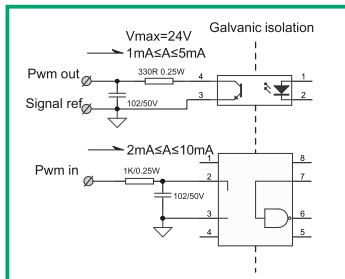 Galvanic isolation
Vmax=24V
1mA≤A≤5mA
Pwm out
330R 0.25W
4
1
3
2
Signal ref
102/50V
2mA≤A≤10mA
Pwm in
1K/0.25W
1
8
2
7
102/50V
3
6
4
5